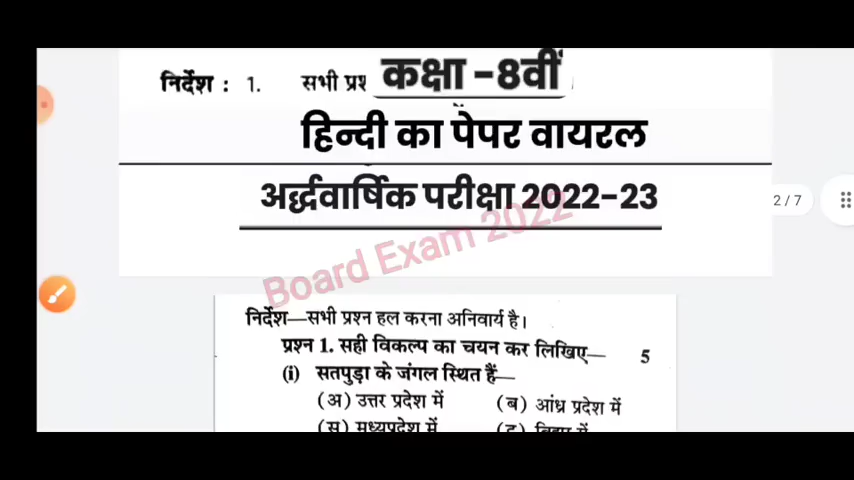 निर्देश : 1. सभी प्रश्
कक्षा -8वीं
हिन्दी का पेपर वायरल
अर्द्धवार्षिक परीक्षा 2022-23
2/7
Board Exam 2022
निर्देश—सभी प्रश्न हल करना अनिवार्य है।
प्रश्न 1. सही विकल्प का चयन कर लिखिए— 5
(i) सतपुड़ा के जंगल स्थित हैं—
(अ) उत्तर प्रदेश में (ब) आंध्र प्रदेश में
(स) मध्यप्रदेश में